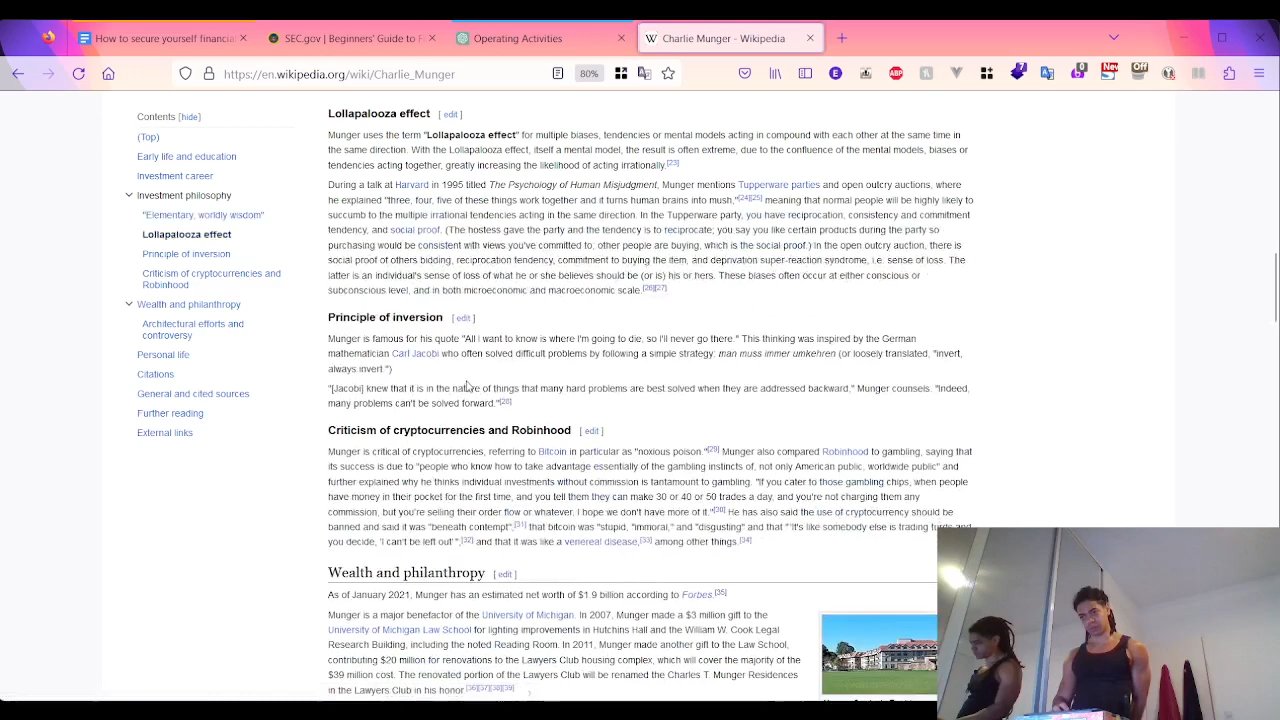 How to secure yourself financial
SEC.gov | Beginners' Guide to F
Operating Activities
Charlie Munger - Wikipedia
https://en.wikipedia.org/wiki/Charlie_Munger
80%
E
ABP
0
New
Off
Contents [hide]
(Top)
Early life and education
Investment career
Investment philosophy
"Elementary, worldly wisdom"
Lollapalooza effect
Principle of inversion
Criticism of cryptocurrencies and
Robinhood
Wealth and philanthropy
Architectural efforts and
controversy
Personal life
Citations
General and cited sources
Further reading
External links
Lollapalooza effect [ edit ]
Munger uses the term "Lollapalooza effect" for multiple biases, tendencies or mental models acting in compound with each other at the same time in
the same direction. With the Lollapalooza effect, itself a mental model, the result is often extreme, due to the confluence of the mental models, biases or
tendencies acting together, greatly increasing the likelihood of acting irrationally.[23]
During a talk at Harvard in 1995 titled The Psychology of Human Misjudgment, Munger mentions Tupperware parties and open outcry auctions, where
he explained "three, four, five of these things work together and it turns human brains into mush,"[24][25] meaning that normal people will be highly likely to
succumb to the multiple irrational tendencies acting in the same direction. In the Tupperware party, you have reciprocation, consistency and commitment
tendency, and social proof. (The hostess gave the party and the tendency is to reciprocate; you say you like certain products during the party so
purchasing would be consistent with views you've committed to; other people are buying, which is the social proof.) In the open outcry auction, there is
social proof of others bidding, reciprocation tendency, commitment to buying the item, and deprivation super-reaction syndrome, i.e. sense of loss. The
latter is an individual's sense of loss of what he or she believes should be (or is) his or hers. These biases often occur at either conscious or
subconscious level, and in both microeconomic and macroeconomic scale.[26][27]
Principle of inversion [ edit ]
Munger is famous for his quote "All I want to know is where I'm going to die, so I'll never go there." This thinking was inspired by the German
mathematician Carl Jacobi who often solved difficult problems by following a simple strategy: man muss immer umkehren (or loosely translated, "invert,
always invert.")
"[Jacobi] knew that it is in the nature of things that many hard problems are best solved when they are addressed backward," Munger counsels. "Indeed,
many problems can't be solved forward."[28]
Criticism of cryptocurrencies and Robinhood [ edit ]
Munger is critical of cryptocurrencies, referring to Bitcoin in particular as "noxious poison."[29] Munger also compared Robinhood to gambling, saying that
its success is due to "people who know how to take advantage essentially of the gambling instincts of, not only American public, worldwide public" and
further explained why he thinks individual investments without commission is tantamount to gambling. "If you cater to those gambling chips, when people
have money in their pocket for the first time, and you tell them they can make 30 or 40 or 50 trades a day, and you're not charging them any
commission, but you're selling their order flow or whatever, I hope we don't have more of it."[30] He has also said the use of cryptocurrency should be
banned and said it was "beneath contempt",[31] that bitcoin was "stupid, "immoral," and "disgusting" and that "'It's like somebody else is trading turds and
you decide, 'I can't be left out'",[32] and that it was like a venereal disease,[33] among other things.[34]
Wealth and philanthropy [ edit ]
As of January 2021, Munger has an estimated net worth of $1.9 billion according to Forbes.[35]
Munger is a major benefactor of the University of Michigan. In 2007, Munger made a $3 million gift to the
University of Michigan Law School for lighting improvements in Hutchins Hall and the William W. Cook Legal
Research Building, including the noted Reading Room. In 2011, Munger made another gift to the Law School,
contributing $20 million for renovations to the Lawyers Club housing complex, which will cover the majority of the
$39 million cost. The renovated portion of the Lawyers Club will be renamed the Charles T. Munger Residences
in the Lawyers Club in his honor.[36][37][38][39]